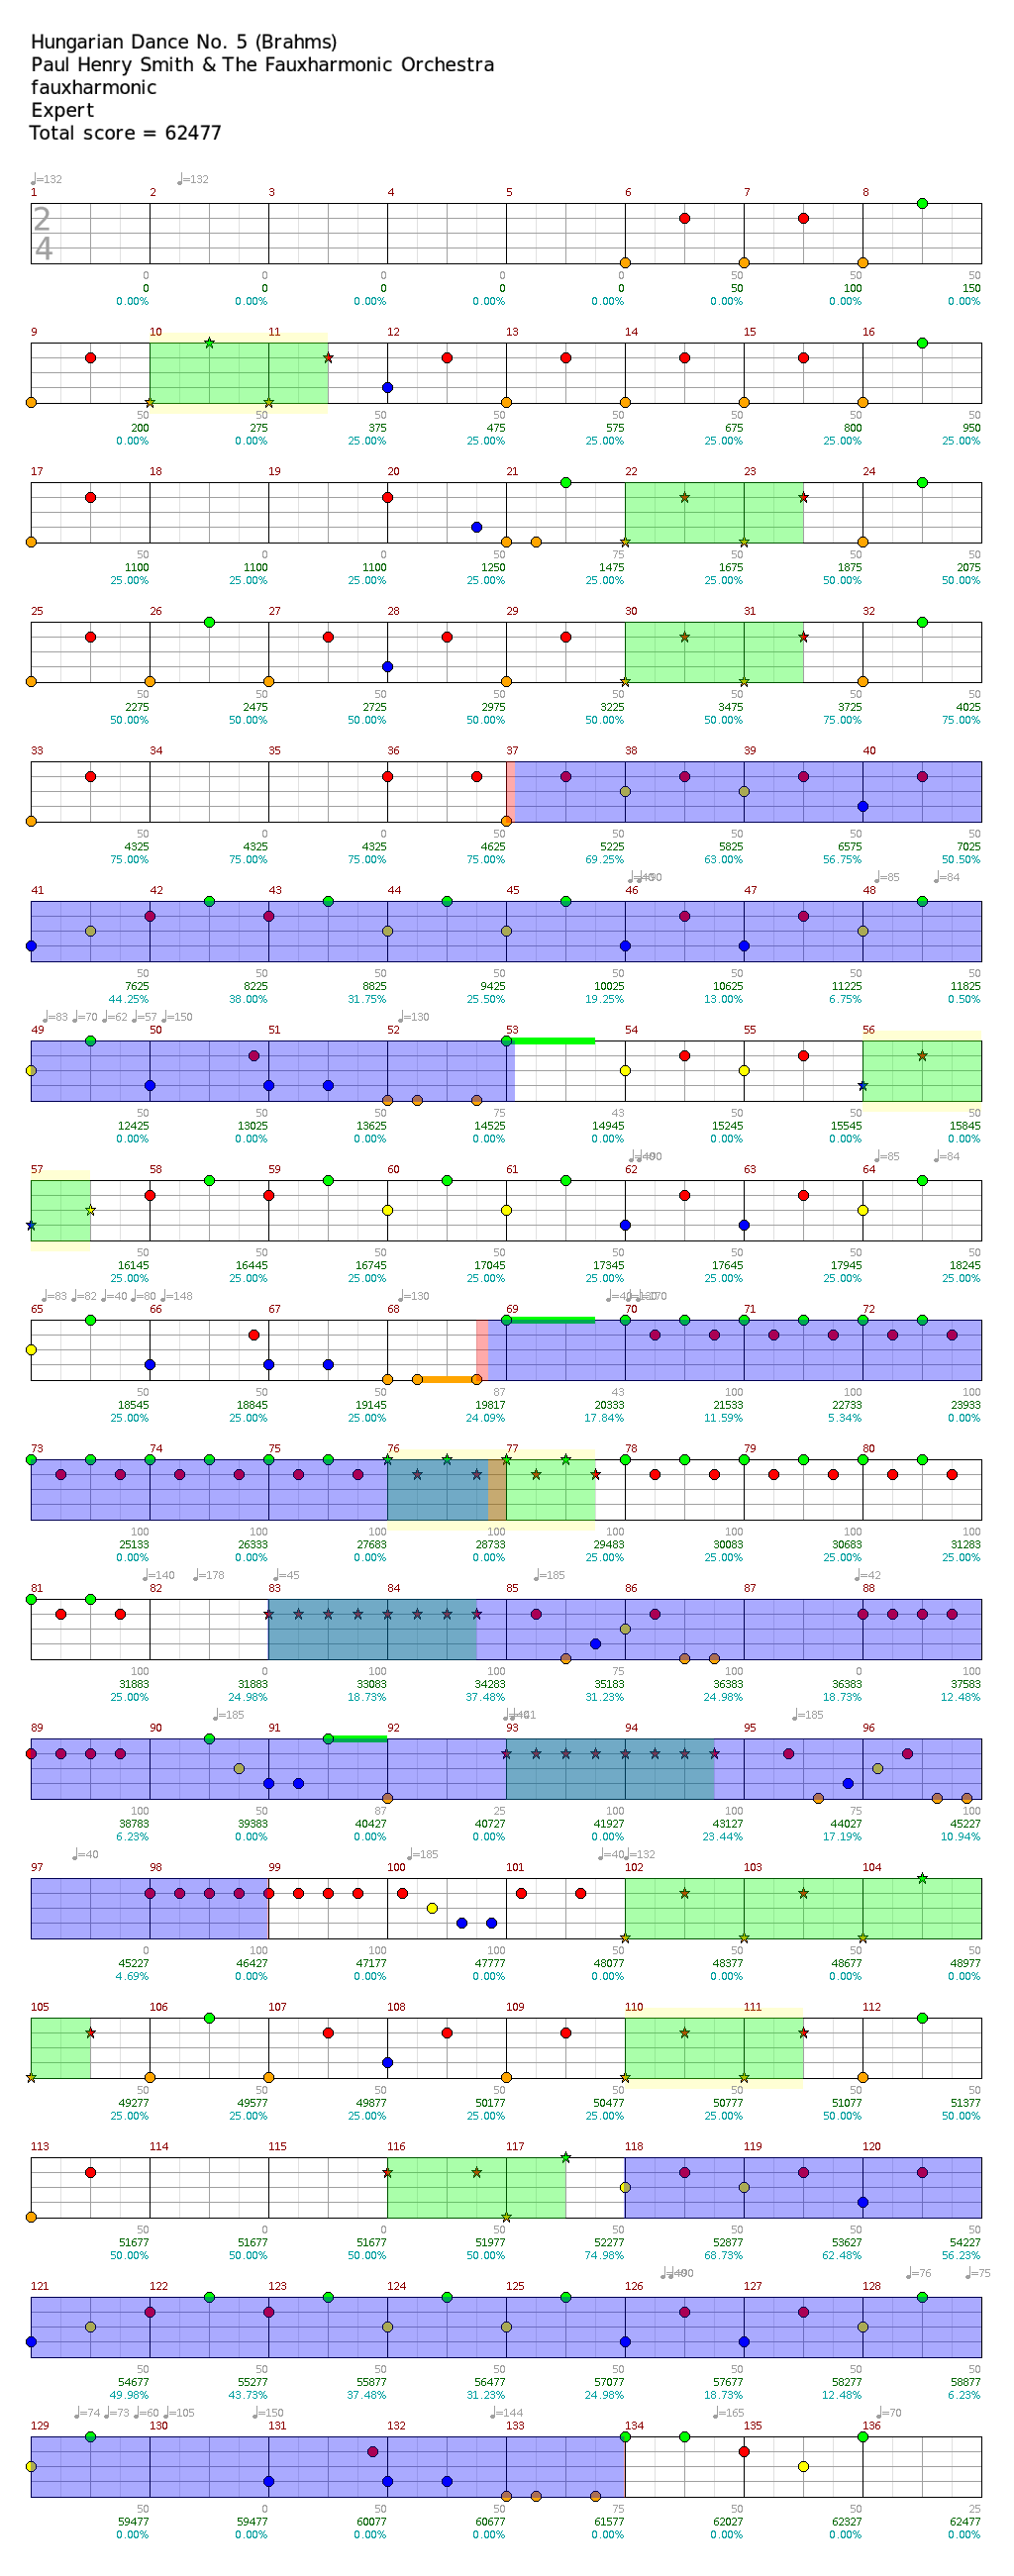 Hungarian Dance No. 5 (Brahms)
Paul Henry Smith & The Fauxharmonic Orchestra
fauxharmonic
Expert
Total score = 62477
♩=132 ♩=132
1 2 3 4 5 6 7 8
2
4
0 0 0 0 0 50 50 50
0 0 0 0 0 50 100 150
0.00% 0.00% 0.00% 0.00% 0.00% 0.00% 0.00% 0.00%
9 10 11 12 13 14 15 16
50 50 50 50 50 50 50 50
200 275 375 475 575 675 800 950
0.00% 0.00% 25.00% 25.00% 25.00% 25.00% 25.00% 25.00%
17 18 19 20 21 22 23 24
50 0 0 50 75 50 50 50
1100 1100 1100 1250 1475 1675 1875 2075
25.00% 25.00% 25.00% 25.00% 25.00% 25.00% 50.00% 50.00%
25 26 27 28 29 30 31 32
50 50 50 50 50 50 50 50
2275 2475 2725 2975 3225 3475 3725 4025
50.00% 50.00% 50.00% 50.00% 50.00% 50.00% 75.00% 75.00%
33 34 35 36 37 38 39 40
50 0 0 50 50 50 50 50
4325 4325 4325 4625 5225 5825 6575 7025
75.00% 75.00% 75.00% 75.00% 69.25% 63.00% 56.75% 50.50%
♩=85 ♩=84
41 42 43 44 45 46 47 48
50 50 50 50 50 50 50 50
7625 8225 8825 9425 10025 10625 11225 11825
44.25% 38.00% 31.75% 25.50% 19.25% 13.00% 6.75% 0.50%
♩=83 ♩=70 ♩=62 ♩=57 ♩=150 ♩=130
49 50 51 52 53 54 55 56
50 50 50 75 43 50 50 50
12425 13025 13625 14525 14945 15245 15545 15845
0.00% 0.00% 0.00% 0.00% 0.00% 0.00% 0.00% 0.00%
♩=85 ♩=84
57 58 59 60 61 62 63 64
50 50 50 50 50 50 50 50
16145 16445 16745 17045 17345 17645 17945 18245
25.00% 25.00% 25.00% 25.00% 25.00% 25.00% 25.00% 25.00%
♩=83 ♩=82 ♩=40 ♩=80 ♩=148 ♩=130
65 66 67 68 69 70 71 72
50 50 50 87 43 100 100 100
18545 18845 19145 19817 20333 21533 22733 23933
25.00% 25.00% 25.00% 24.09% 17.84% 11.59% 5.34% 0.00%
73 74 75 76 77 78 79 80
100 100 100 100 100 100 100 100
25133 26333 27683 28733 29483 30083 30683 31283
0.00% 0.00% 0.00% 0.00% 25.00% 25.00% 25.00% 25.00%
♩=140 ♩=178 ♩=45 ♩=185 ♩=42
81 82 83 84 85 86 87 88
100 0 100 100 75 100 0 100
31883 31883 33083 34283 35183 36383 36383 37583
25.00% 24.98% 18.73% 37.48% 31.23% 24.98% 18.73% 12.48%
♩=185 ♩=185
89 90 91 92 93 94 95 96
100 50 87 25 100 100 75 100
38783 39383 40427 40727 41927 43127 44027 45227
6.23% 0.00% 0.00% 0.00% 0.00% 23.44% 17.19% 10.94%
♩=40 ♩=185 ♩=40 ♩=132
97 98 99 100 101 102 103 104
0 100 100 100 50 50 50 50
45227 46427 47177 47777 48077 48377 48677 48977
4.69% 0.00% 0.00% 0.00% 0.00% 0.00% 0.00% 0.00%
105 106 107 108 109 110 111 112
50 50 50 50 50 50 50 50
49277 49577 49877 50177 50477 50777 51077 51377
25.00% 25.00% 25.00% 25.00% 25.00% 25.00% 50.00% 50.00%
113 114 115 116 117 118 119 120
50 0 0 50 50 50 50 50
51677 51677 51677 51977 52277 52877 53627 54227
50.00% 50.00% 50.00% 50.00% 74.98% 68.73% 62.48% 56.23%
♩=76 ♩=75
121 122 123 124 125 126 127 128
50 50 50 50 50 50 50 50
54677 55277 55877 56477 57077 57677 58277 58877
49.98% 43.73% 37.48% 31.23% 24.98% 18.73% 12.48% 6.23%
♩=74 ♩=73 ♩=60 ♩=105 ♩=150 ♩=144 ♩=165 ♩=70
129 130 131 132 133 134 135 136
50 0 50 50 75 50 50 25
59477 59477 60077 60677 61577 62027 62327 62477
0.00% 0.00% 0.00% 0.00% 0.00% 0.00% 0.00% 0.00%